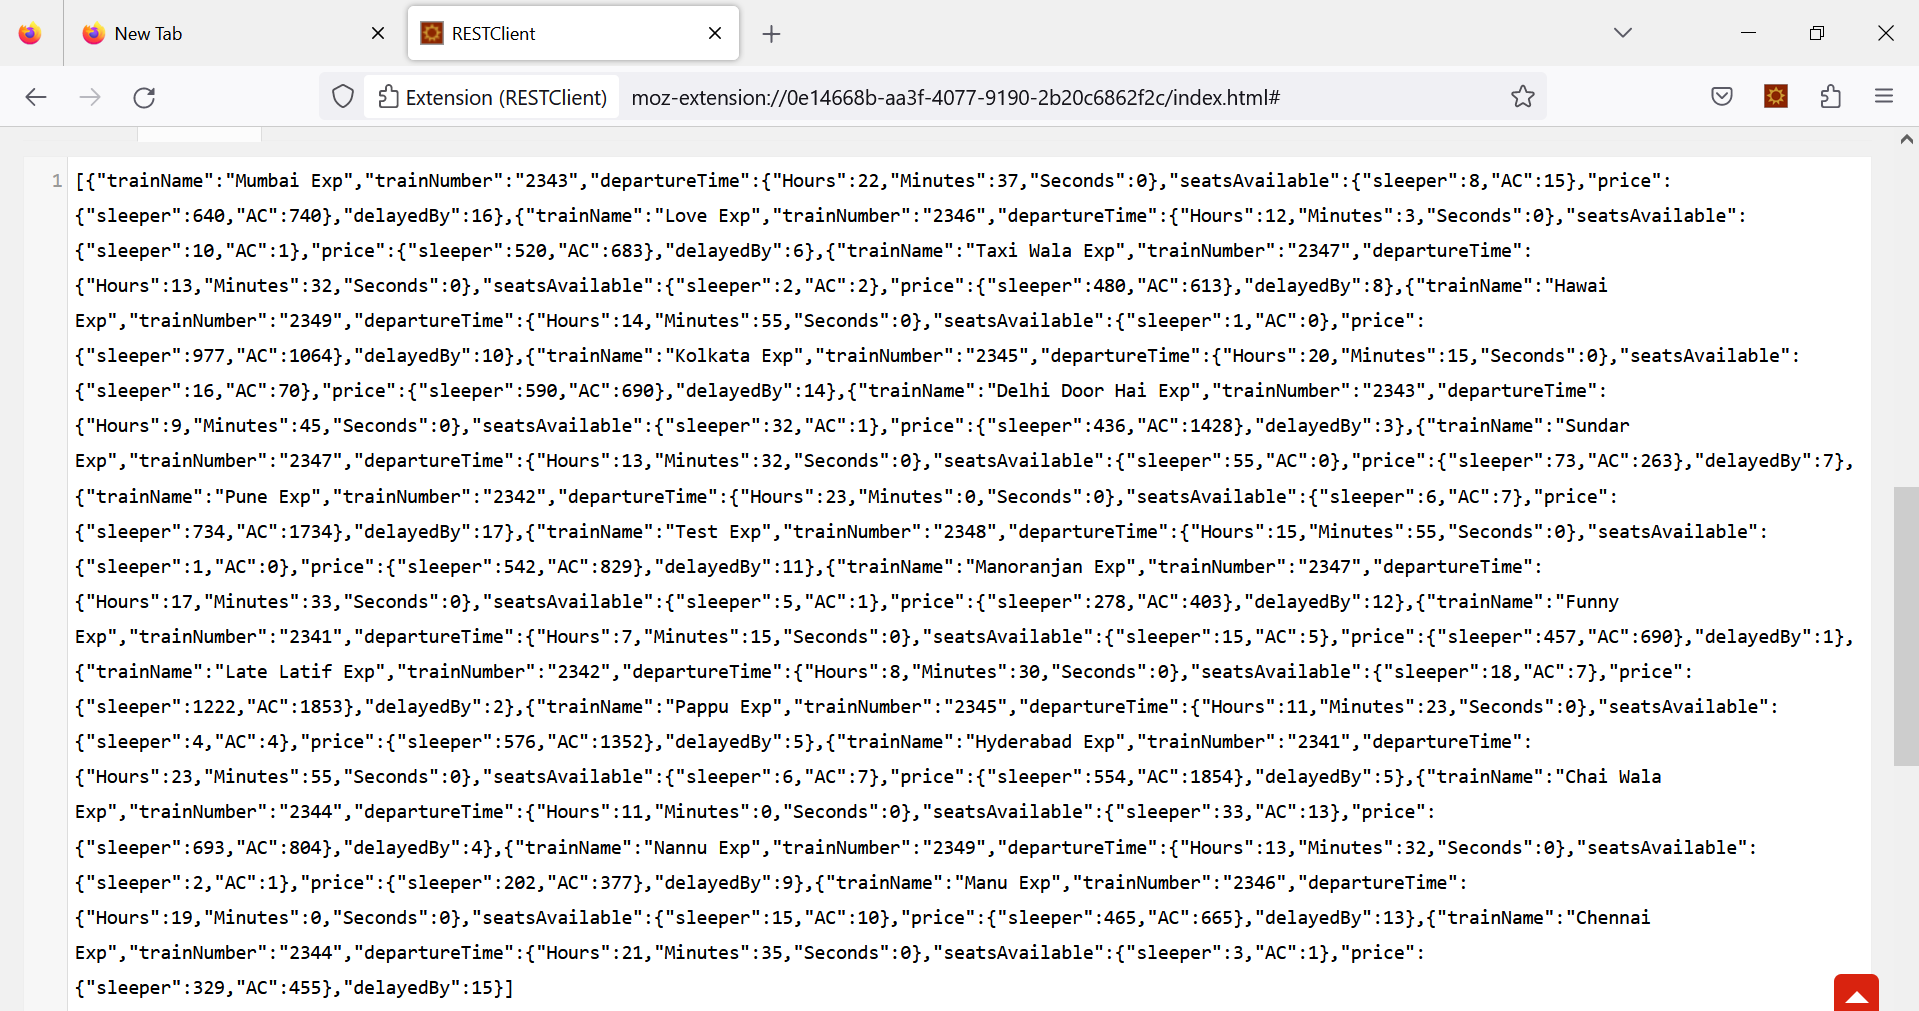 New Tab
RESTClient
Extension (RESTClient) moz-extension://0e14668b-aa3f-4077-9190-2b20c6862f2c/index.html#
1 [{"trainName":"Mumbai Exp","trainNumber":"2343","departureTime":{"Hours":22,"Minutes":37,"Seconds":0},"seatsAvailable":{"sleeper":8,"AC":15},"price":
{"sleeper":640,"AC":740},"delayedBy":16},{"trainName":"Love Exp","trainNumber":"2346","departureTime":{"Hours":12,"Minutes":3,"Seconds":0},"seatsAvailable":
{"sleeper":10,"AC":1},"price":{"sleeper":520,"AC":683},"delayedBy":6},{"trainName":"Taxi Wala Exp","trainNumber":"2347","departureTime":
{"Hours":13,"Minutes":32,"Seconds":0},"seatsAvailable":{"sleeper":2,"AC":2},"price":{"sleeper":480,"AC":613},"delayedBy":8},{"trainName":"Hawai
Exp","trainNumber":"2349","departureTime":{"Hours":14,"Minutes":55,"Seconds":0},"seatsAvailable":{"sleeper":1,"AC":0},"price":
{"sleeper":977,"AC":1064},"delayedBy":10},{"trainName":"Kolkata Exp","trainNumber":"2345","departureTime":{"Hours":20,"Minutes":15,"Seconds":0},"seatsAvailable":
{"sleeper":16,"AC":70},"price":{"sleeper":590,"AC":690},"delayedBy":14},{"trainName":"Delhi Door Hai Exp","trainNumber":"2343","departureTime":
{"Hours":9,"Minutes":45,"Seconds":0},"seatsAvailable":{"sleeper":32,"AC":1},"price":{"sleeper":436,"AC":1428},"delayedBy":3},{"trainName":"Sundar
Exp","trainNumber":"2347","departureTime":{"Hours":13,"Minutes":32,"Seconds":0},"seatsAvailable":{"sleeper":55,"AC":0},"price":{"sleeper":73,"AC":263},"delayedBy":7},
{"trainName":"Pune Exp","trainNumber":"2342","departureTime":{"Hours":23,"Minutes":0,"Seconds":0},"seatsAvailable":{"sleeper":6,"AC":7},"price":
{"sleeper":734,"AC":1734},"delayedBy":17},{"trainName":"Test Exp","trainNumber":"2348","departureTime":{"Hours":15,"Minutes":55,"Seconds":0},"seatsAvailable":
{"sleeper":1,"AC":0},"price":{"sleeper":542,"AC":829},"delayedBy":11},{"trainName":"Manoranjan Exp","trainNumber":"2347","departureTime":
{"Hours":17,"Minutes":33,"Seconds":0},"seatsAvailable":{"sleeper":5,"AC":1},"price":{"sleeper":278,"AC":403},"delayedBy":12},{"trainName":"Funny
Exp","trainNumber":"2341","departureTime":{"Hours":7,"Minutes":15,"Seconds":0},"seatsAvailable":{"sleeper":15,"AC":5},"price":{"sleeper":457,"AC":690},"delayedBy":1},
{"trainName":"Late Latif Exp","trainNumber":"2342","departureTime":{"Hours":8,"Minutes":30,"Seconds":0},"seatsAvailable":{"sleeper":18,"AC":7},"price":
{"sleeper":1222,"AC":1853},"delayedBy":2},{"trainName":"Pappu Exp","trainNumber":"2345","departureTime":{"Hours":11,"Minutes":23,"Seconds":0},"seatsAvailable":
{"sleeper":4,"AC":4},"price":{"sleeper":576,"AC":1352},"delayedBy":5},{"trainName":"Hyderabad Exp","trainNumber":"2341","departureTime":
{"Hours":23,"Minutes":55,"Seconds":0},"seatsAvailable":{"sleeper":6,"AC":7},"price":{"sleeper":554,"AC":1854},"delayedBy":5},{"trainName":"Chai Wala
Exp","trainNumber":"2344","departureTime":{"Hours":11,"Minutes":0,"Seconds":0},"seatsAvailable":{"sleeper":33,"AC":13},"price":
{"sleeper":693,"AC":804},"delayedBy":4},{"trainName":"Nannu Exp","trainNumber":"2349","departureTime":{"Hours":13,"Minutes":32,"Seconds":0},"seatsAvailable":
{"sleeper":2,"AC":1},"price":{"sleeper":202,"AC":377},"delayedBy":9},{"trainName":"Manu Exp","trainNumber":"2346","departureTime":
{"Hours":19,"Minutes":0,"Seconds":0},"seatsAvailable":{"sleeper":15,"AC":10},"price":{"sleeper":465,"AC":665},"delayedBy":13},{"trainName":"Chennai
Exp","trainNumber":"2344","departureTime":{"Hours":21,"Minutes":35,"Seconds":0},"seatsAvailable":{"sleeper":3,"AC":1},"price":
{"sleeper":329,"AC":455},"delayedBy":15}]